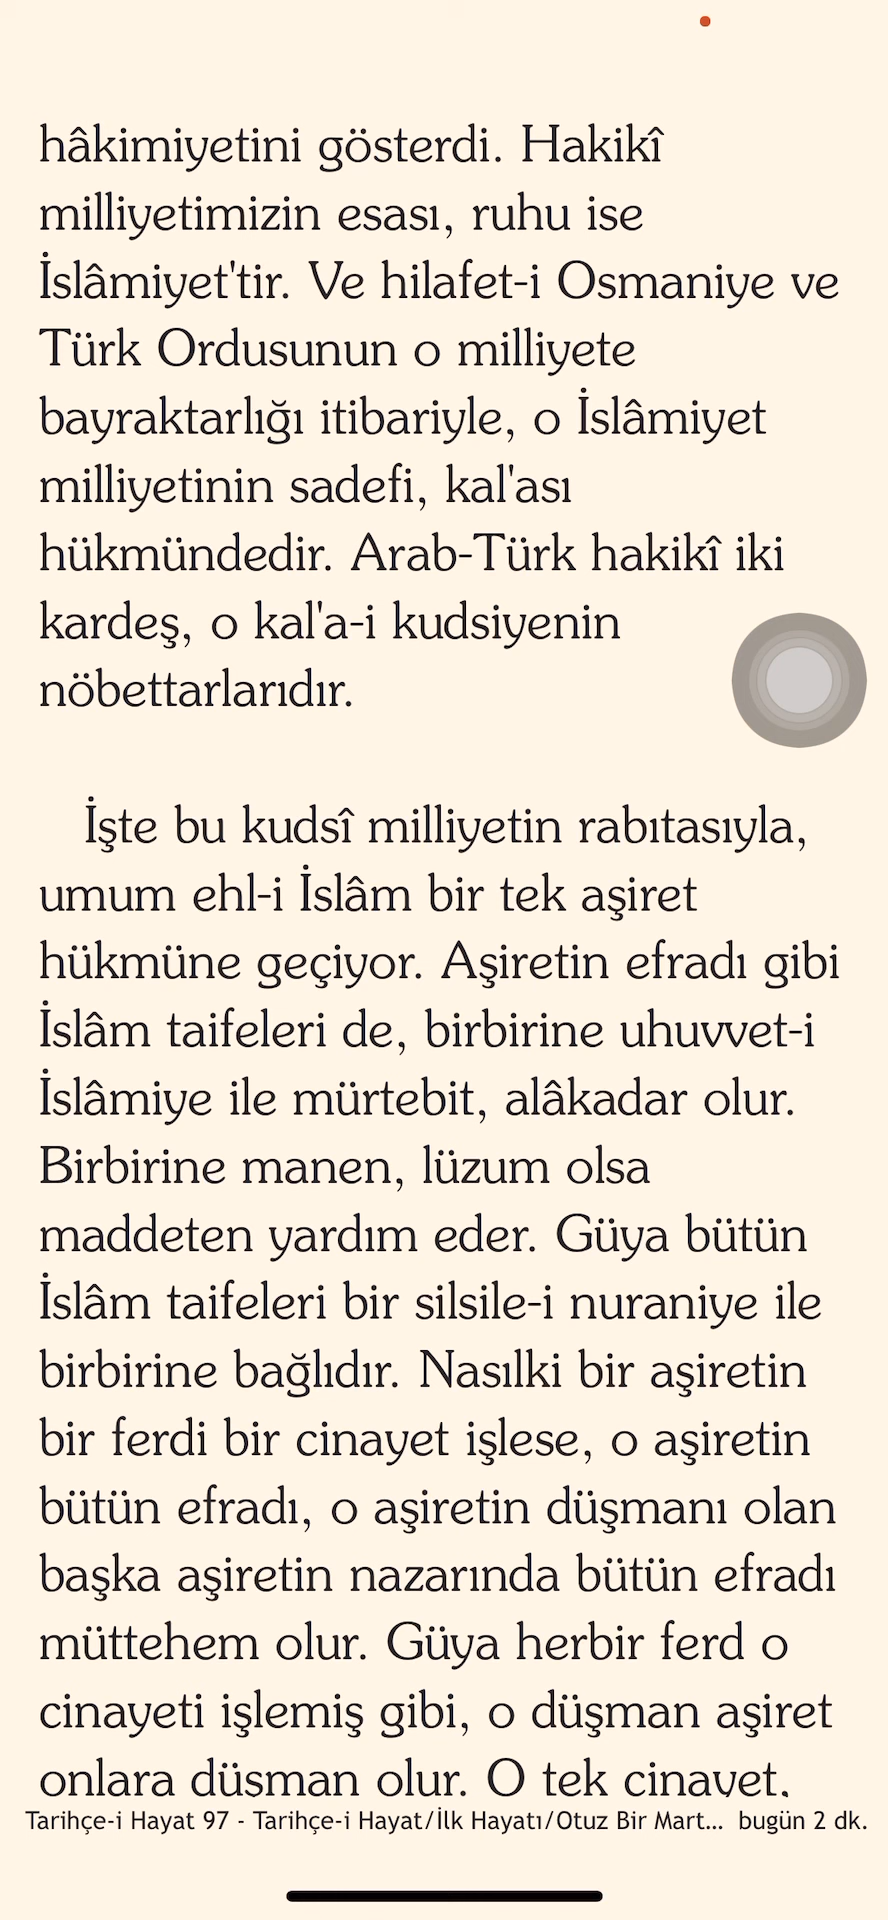 hâkimiyetini gösterdi. Hakikî
milliyetimizin esası, ruhu ise
İslâmiyet'tir. Ve hilafet-i Osmaniye ve
Türk Ordusunun o milliyete
bayraktarlığı itibariyle, o İslâmiyet
milliyetinin sadefi, kal'ası
hükmündedir. Arab-Türk hakikî iki
kardeş, o kal'a-i kudsiyenin
nöbettarlarıdır.
İşte bu kudsî milliyetin rabıtasıyla,
umum ehl-i İslâm bir tek aşiret
hükmüne geçiyor. Aşiretin efradı gibi
İslâm taifeleri de, birbirine uhuvvet-i
İslâmiye ile mürtebit, alâkadar olur.
Birbirine manen, lüzum olsa
maddeten yardım eder. Güya bütün
İslâm taifeleri bir silsile-i nuraniye ile
birbirine bağlıdır. Nasılki bir aşiretin
bir ferdi bir cinayet işlese, o aşiretin
bütün efradı, o aşiretin düşmanı olan
başka aşiretin nazarında bütün efradı
müttehem olur. Güya herbir ferd o
cinayeti işlemiş gibi, o düşman aşiret
onlara düşman olur. O tek cinayet,
Tarihçe-i Hayat 97 - Tarihçe-i Hayat/İlk Hayatı/Otuz Bir Mart... bugün 2 dk.